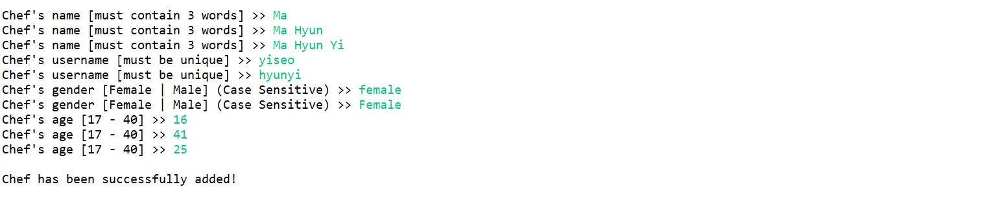 Chef's name [must contain 3 words] >> Ma
Chef's name [must contain 3 words] >> Ma Hyun
Chef's name [must contain 3 words] >> Ma Hyun Yi
Chef's username [must be unique] >> yiseo
Chef's username [must be unique] >> hyunyi
Chef's gender [Female | Male] (Case Sensitive) >> female
Chef's gender [Female | Male] (Case Sensitive) >> Female
Chef's age [17 - 40] >> 16
Chef's age [17 - 40] >> 41
Chef's age [17 - 40] >> 25
Chef has been successfully added!